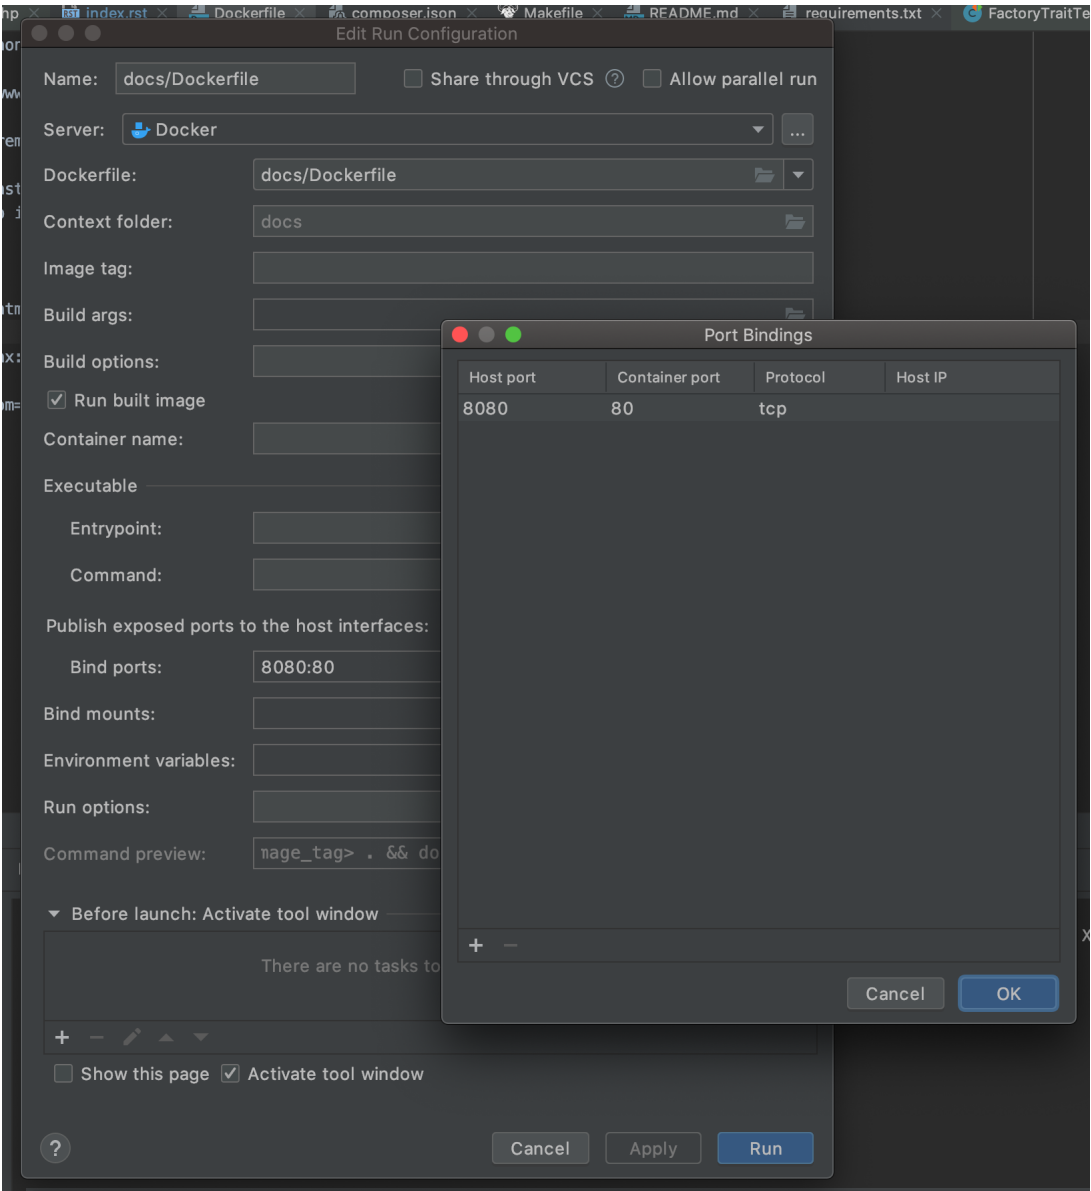 hp index.rst Dockerfile composer.json Makefile README.md requirements.txt FactoryTraitTe
Edit Run Configuration
Name: docs/Dockerfile Share through VCS ? Allow parallel run
Server: Docker ...
Dockerfile: docs/Dockerfile
Context folder: docs
Image tag:
Build args:
Build options:
Run built image
Container name:
Executable
Entrypoint:
Command:
Publish exposed ports to the host interfaces:
Bind ports: 8080:80
Bind mounts:
Environment variables:
Run options:
Command preview: mage_tag> . && do
Before launch: Activate tool window
There are no tasks to
Show this page Activate tool window
? Cancel Apply Run
Port Bindings
Host port Container port Protocol Host IP
8080 80 tcp
Cancel OK